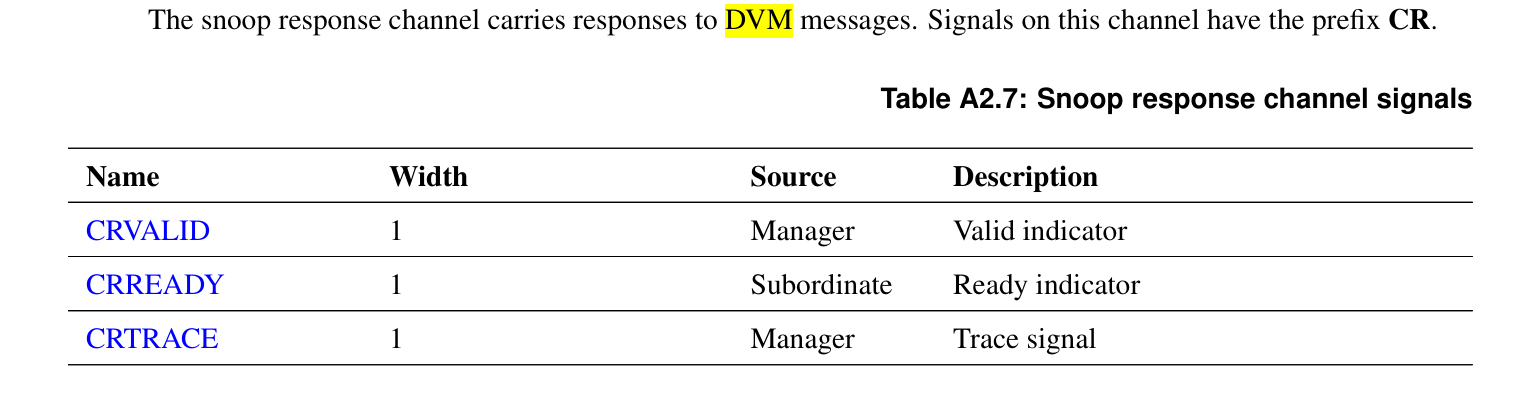 The snoop response channel carries responses to DVM messages. Signals on this channel have the prefix CR.
Table A2.7: Snoop response channel signals
Name Width Source Description
CRVALID 1 Manager Valid indicator
CRREADY 1 Subordinate Ready indicator
CRTRACE 1 Manager Trace signal